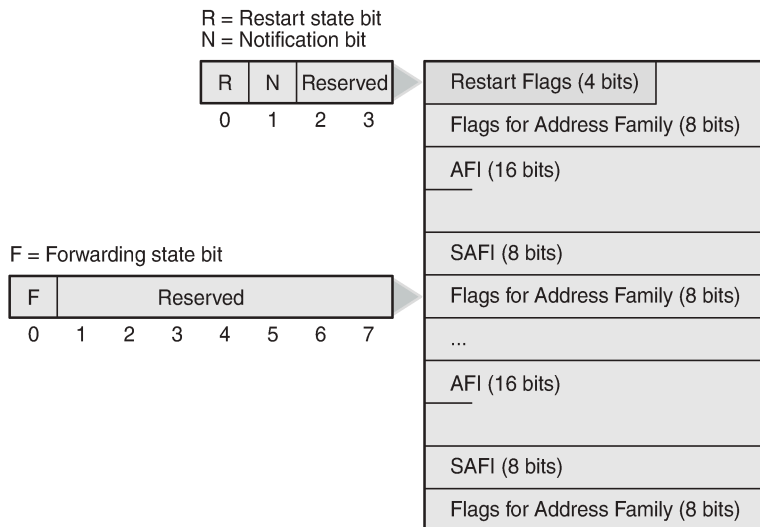 R = Restart state bit
N = Notification bit
R N Reserved
0 1 2 3
Restart Flags (4 bits)
Flags for Address Family (8 bits)
AFI (16 bits)
F = Forwarding state bit
F Reserved
0 1 2 3 4 5 6 7
SAFI (8 bits)
Flags for Address Family (8 bits)
...
AFI (16 bits)
SAFI (8 bits)
Flags for Address Family (8 bits)